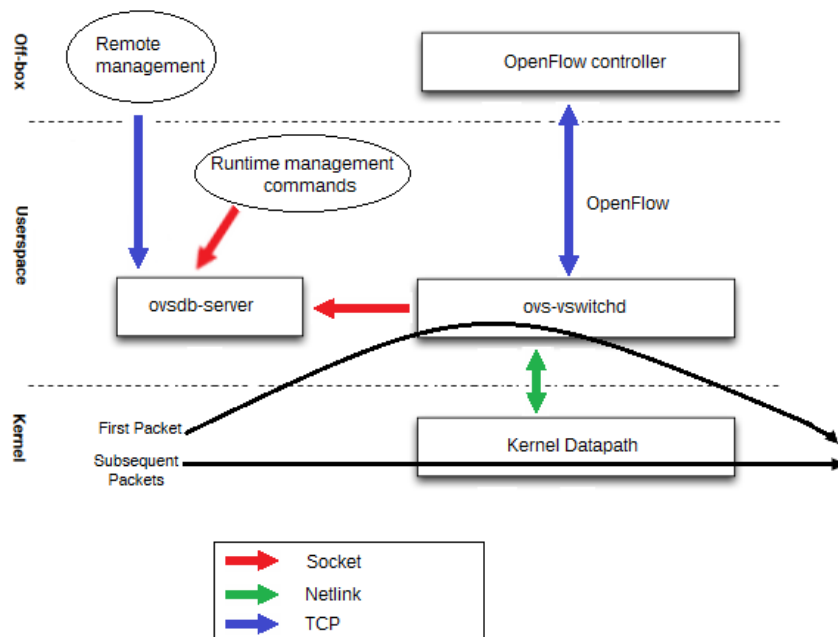 Off-box
Remote
management
OpenFlow controller
Userspace
Runtime management
commands
OpenFlow
ovsdb-server
ovs-vswitchd
Kernel
First Packet
Subsequent
Packets
Kernel Datapath
Socket
Netlink
TCP